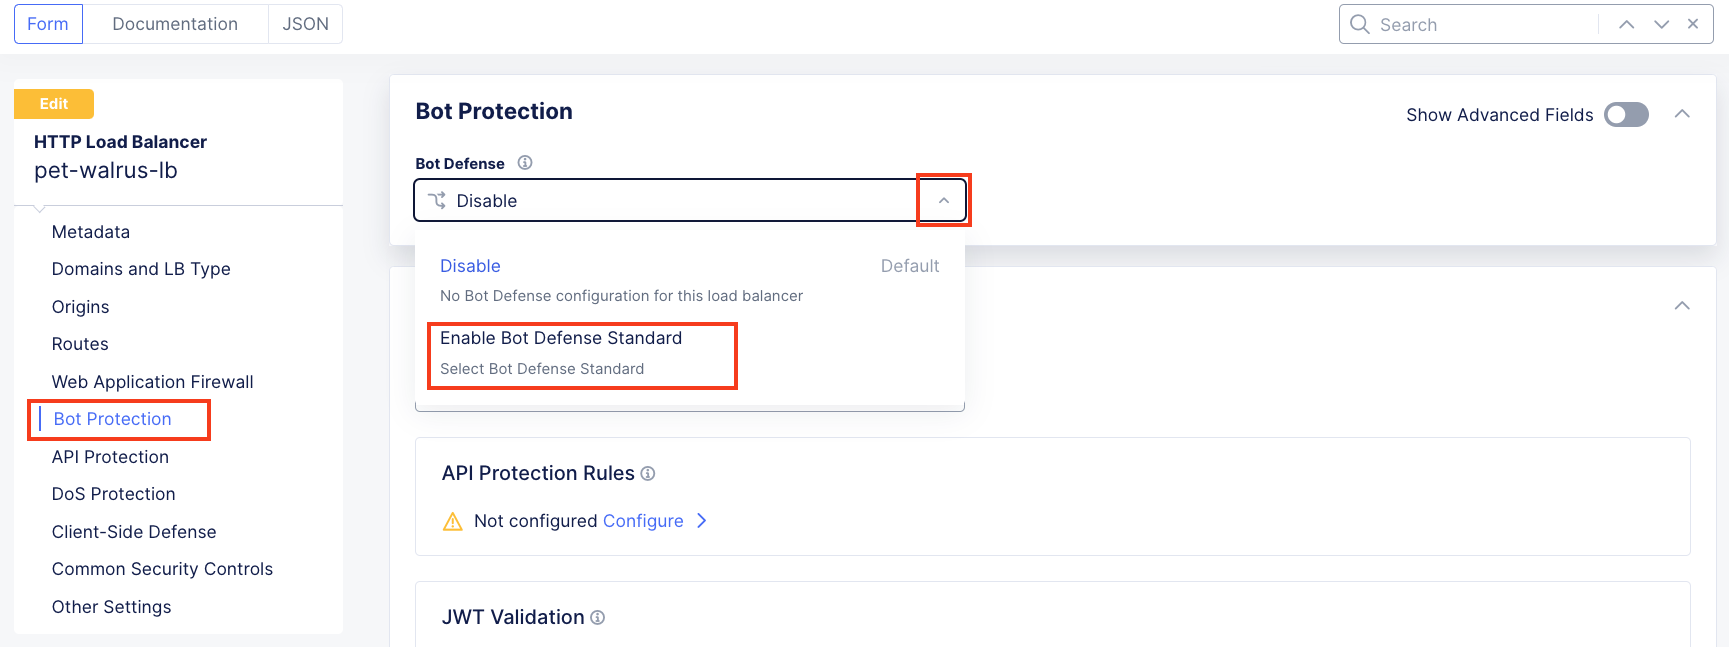 Form Documentation JSON
Search
Edit
HTTP Load Balancer
pet-walrus-lb
Metadata
Domains and LB Type
Origins
Routes
Web Application Firewall
Bot Protection
API Protection
DoS Protection
Client-Side Defense
Common Security Controls
Other Settings
Bot Protection
Show Advanced Fields
Bot Defense
Disable
Disable Default
No Bot Defense configuration for this load balancer
Enable Bot Defense Standard
Select Bot Defense Standard
API Protection Rules
Not configured Configure
JWT Validation